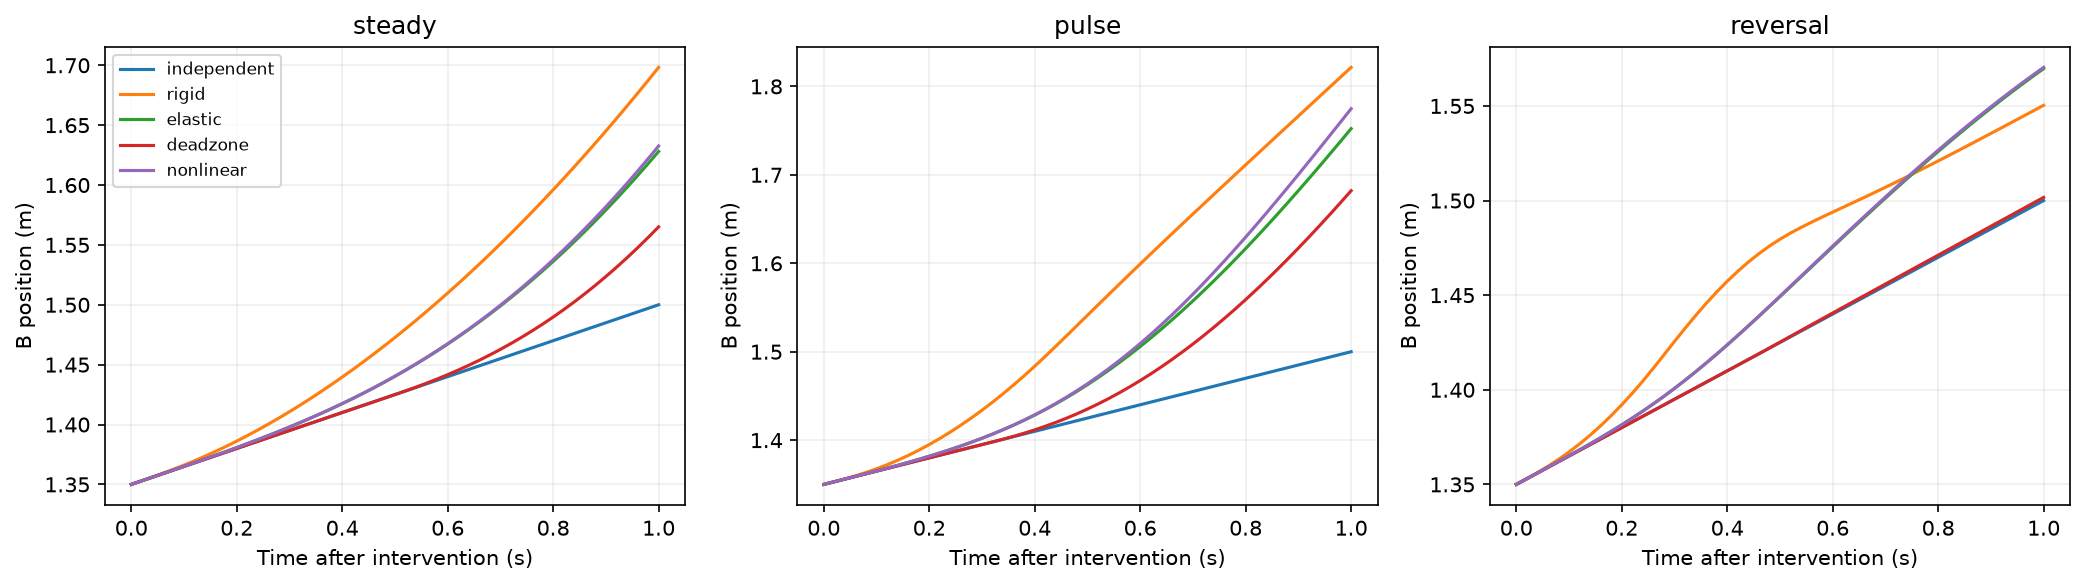 steady
B position (m)
1.70
1.65
1.60
1.55
1.50
1.45
1.40
1.35
independent
rigid
elastic
deadzone
nonlinear
0.0 0.2 0.4 0.6 0.8 1.0
Time after intervention (s)
pulse
B position (m)
1.8
1.7
1.6
1.5
1.4
0.0 0.2 0.4 0.6 0.8 1.0
Time after intervention (s)
reversal
B position (m)
1.55
1.50
1.45
1.40
1.35
0.0 0.2 0.4 0.6 0.8 1.0
Time after intervention (s)